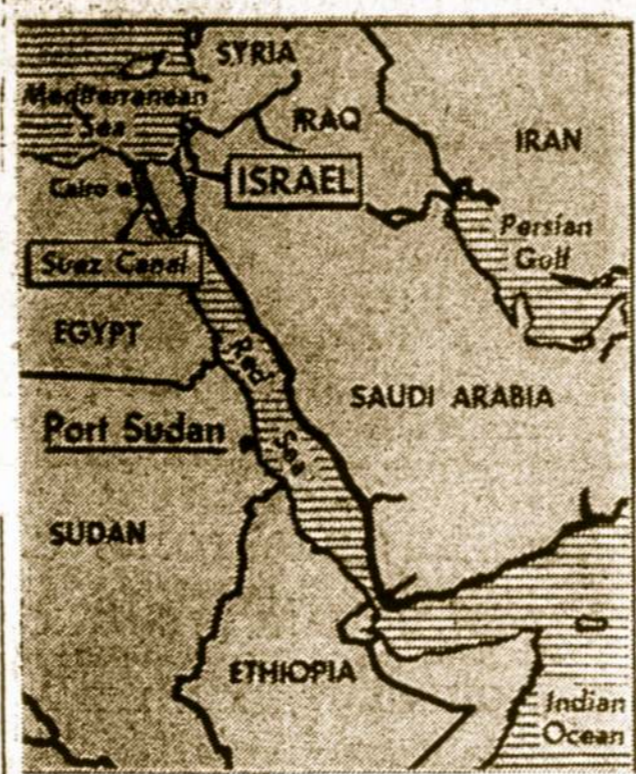 SYRIA
Mediterranean
Sea
IRAQ
IRAN
Cairo
ISRAEL
Persian
Gulf
Suez Canal
EGYPT
Red
Sea
SAUDI ARABIA
Port Sudan
SUDAN
ETHIOPIA
Indian
Ocean